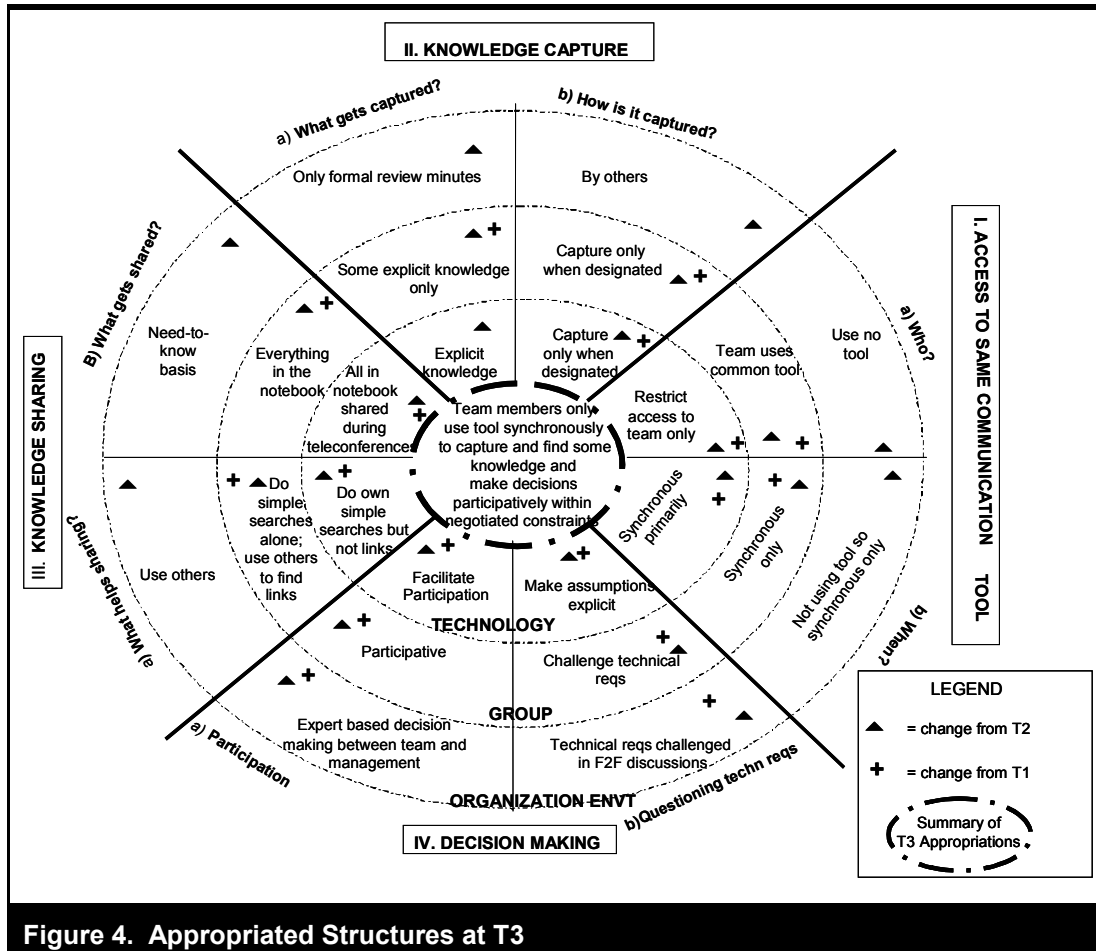 II. KNOWLEDGE CAPTURE
a) What gets captured?
b) How is it captured?
Only formal review minutes
By others
Some explicit knowledge
only
Capture only
when designated
Explicit
knowledge
Capture
only when
designated
I. ACCESS TO SAME COMMUNICATION TOOL
a) Who?
Use no
tool
Team uses
common tool
Restrict
access to
team only
B) What gets shared?
III. KNOWLEDGE SHARING
Need-to-
know
basis
Everything
in the
notebook
All in
notebook
shared
during
teleconferences
Team members only
use tool synchronously
to capture and find some
knowledge and
make decisions
participatively within
negotiated constraints
a) What helps sharing?
Use others
Do
simple
searches
alone;
use others
to find
links
Do own
simple
searches but
not links
Synchronous
primarily
Synchronous
only
Not using tool so
synchronous only
b) When?
Facilitate
Participation
Make assumptions
explicit
TECHNOLOGY
Participative
Challenge technical
reqs
GROUP
Expert based decision
making between team and
management
Technical reqs challenged
in F2F discussions
a) Participation
ORGANIZATION ENVT
b)Questioning techn reqs
IV. DECISION MAKING
LEGEND
= change from T2
= change from T1
Summary of
T3 Appropriations
Figure 4. Appropriated Structures at T3